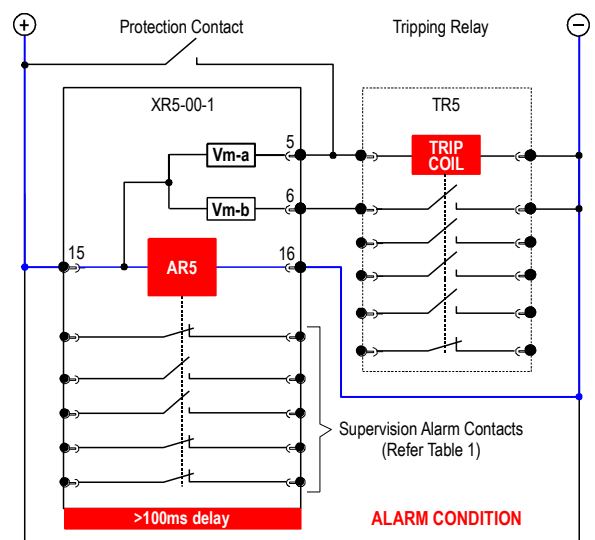 +
Protection Contact
Tripping Relay
−
XR5-00-1
TR5
Vm-a
5
TRIP
COIL
Vm-b
6
15
AR5
16
Supervision Alarm Contacts
(Refer Table 1)
>100ms delay
ALARM CONDITION